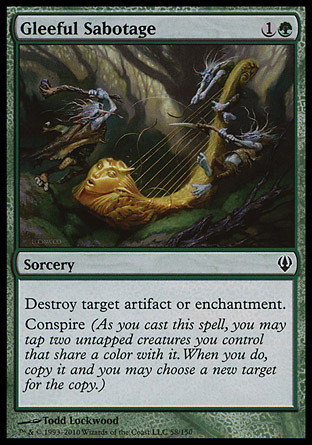 Gleeful Sabotage 1
Sorcery
Destroy target artifact or enchantment.
Conspire (As you cast this spell, you may
tap two untapped creatures you control
that share a color with it. When you do,
copy it and you may choose a new target
for the copy.)
Todd Lockwood
™ & © 1993–2010 Wizards of the Coast LLC 58/150